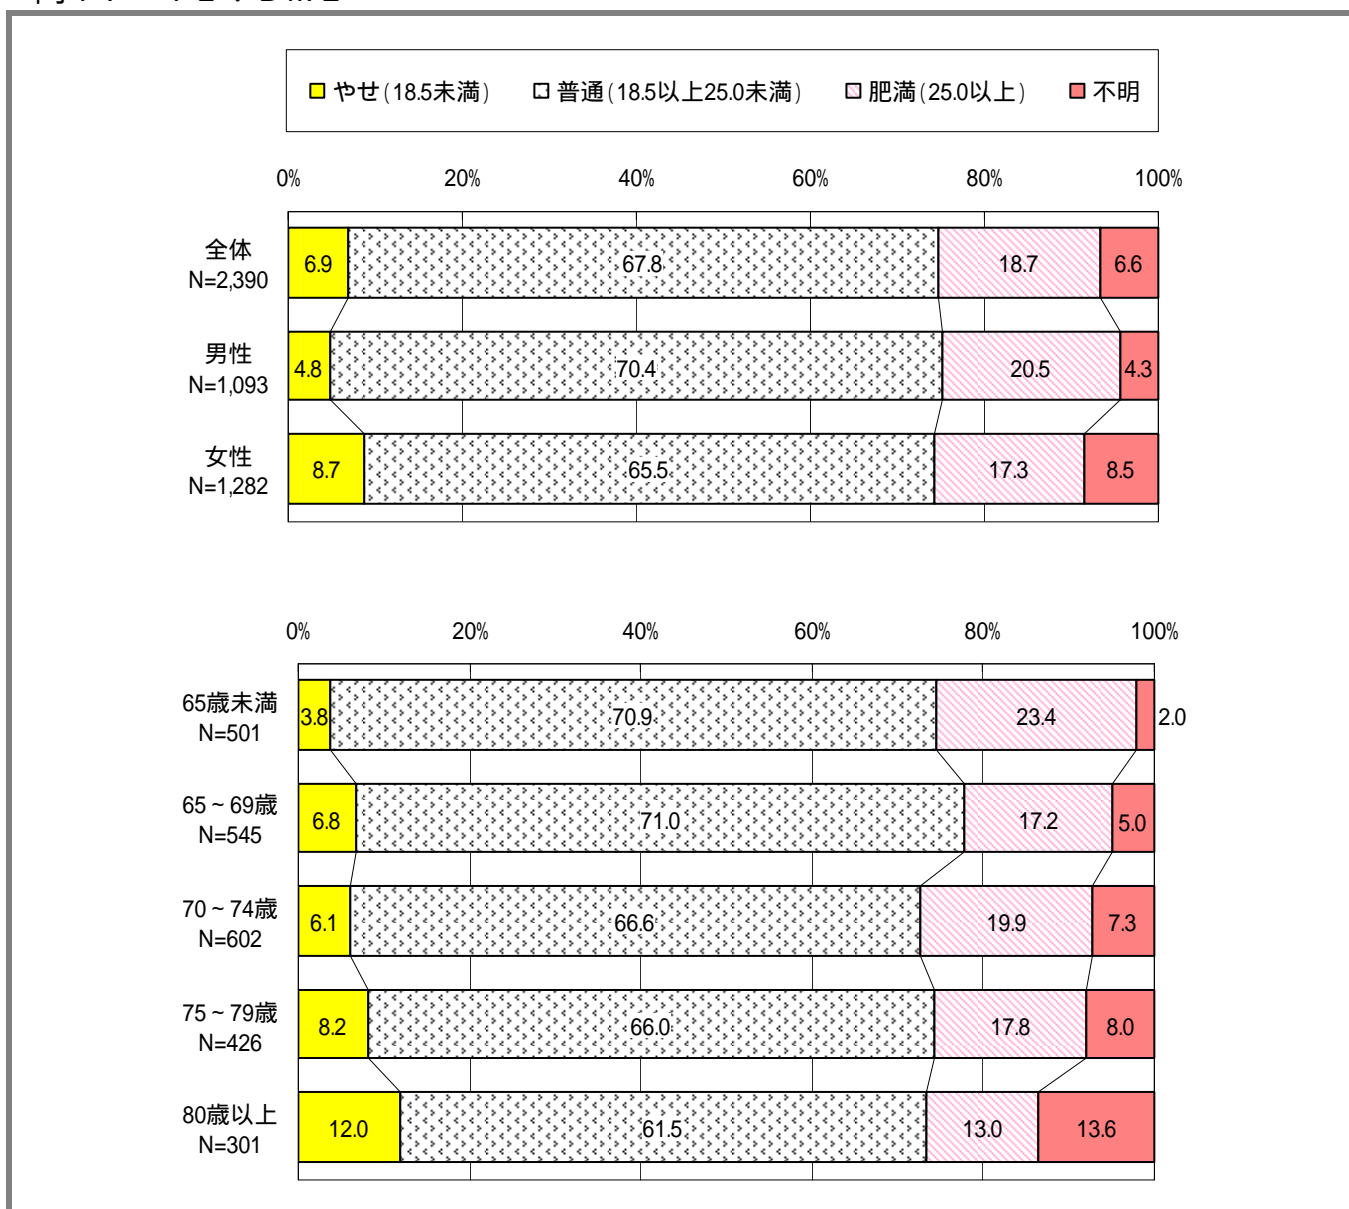 やせ(18.5未満) 普通(18.5以上25.0未満) 肥満(25.0以上) 不明
0% 20% 40% 60% 80% 100%
全体
N=2,390
6.9 67.8 18.7 6.6
男性
N=1,093
4.8 70.4 20.5 4.3
女性
N=1,282
8.7 65.5 17.3 8.5
0% 20% 40% 60% 80% 100%
65歳未満
N=501
3.8 70.9 23.4 2.0
65~69歳
N=545
6.8 71.0 17.2 5.0
70~74歳
N=602
6.1 66.6 19.9 7.3
75~79歳
N=426
8.2 66.0 17.8 8.0
80歳以上
N=301
12.0 61.5 13.0 13.6